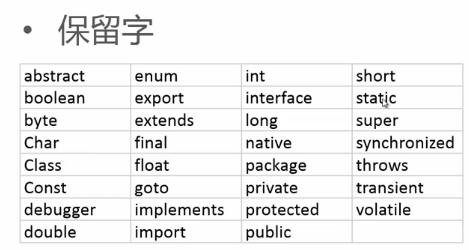 • 保留字
abstract enum int short
boolean export interface static
byte extends long super
Char final native synchronized
Class float package throws
Const goto private transient
debugger implements protected volatile
double import public